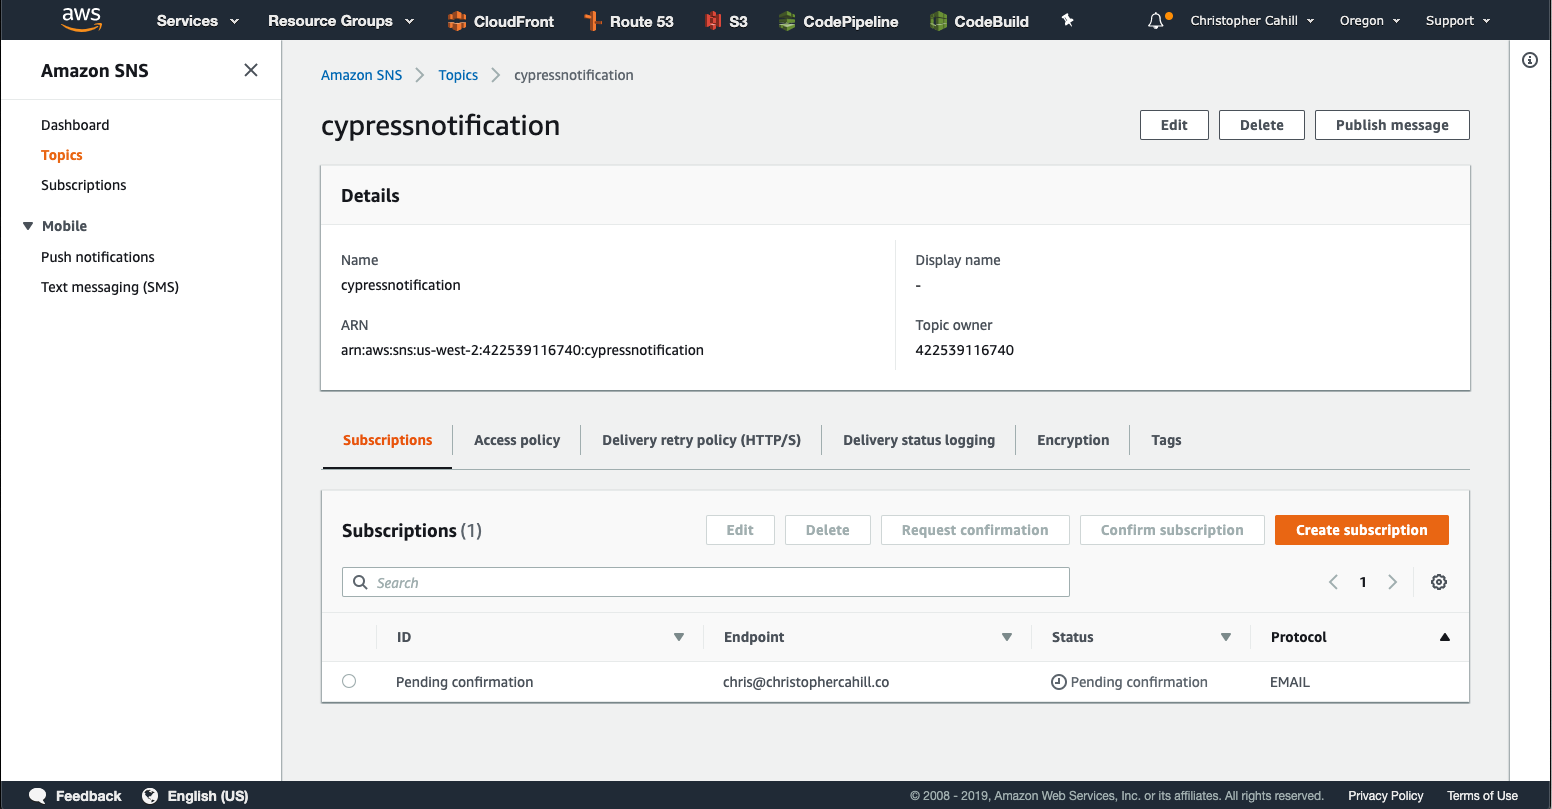 aws Services Resource Groups CloudFront Route 53 S3 CodePipeline CodeBuild Christopher Cahill Oregon Support
Amazon SNS
Dashboard
Topics
Subscriptions
Mobile
Push notifications
Text messaging (SMS)
Amazon SNS Topics cypressnotification
cypressnotification Edit Delete Publish message
Details
Name
cypressnotification
ARN
arn:aws:sns:us-west-2:422539116740:cypressnotification
Display name
-
Topic owner
422539116740
Subscriptions Access policy Delivery retry policy (HTTP/S) Delivery status logging Encryption Tags
Subscriptions (1) Edit Delete Request confirmation Confirm subscription Create subscription
Search 1
ID Endpoint Status Protocol
Pending confirmation chris@christophercahill.co Pending confirmation EMAIL
Feedback English (US) © 2008 - 2019, Amazon Web Services, Inc. or its affiliates. All rights reserved. Privacy Policy Terms of Use